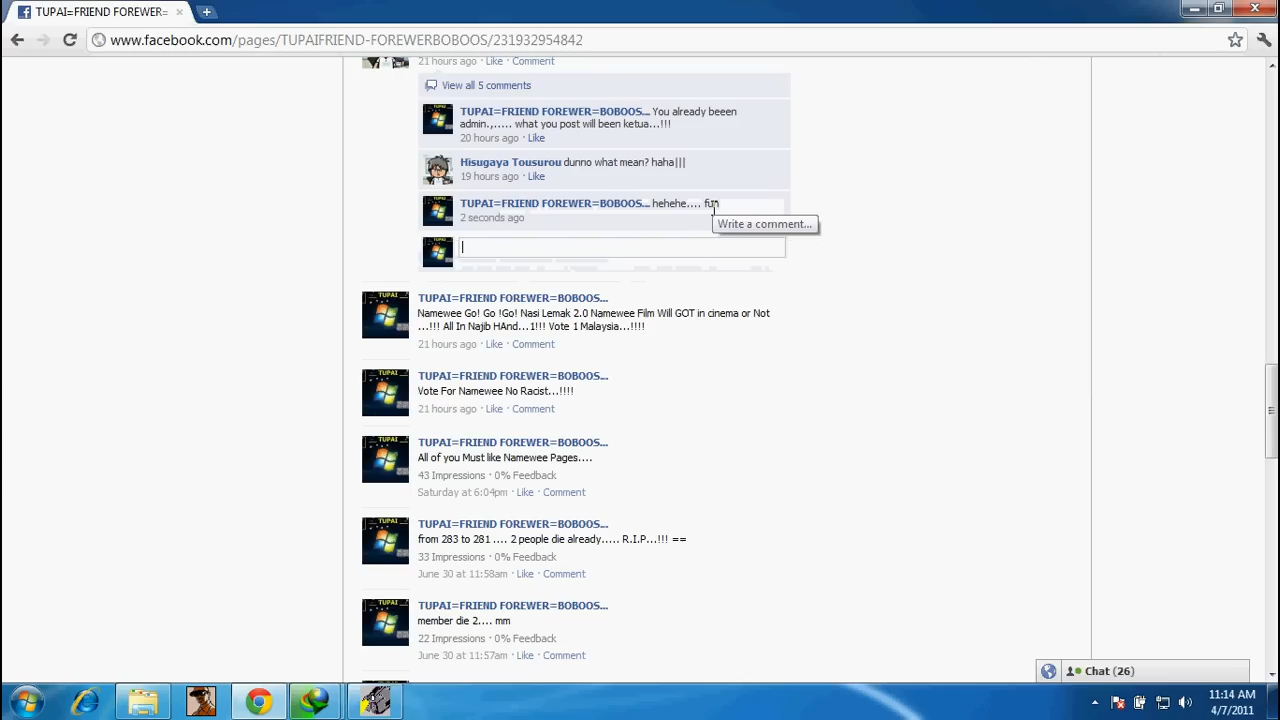 TUPAI=FRIEND FOREWER=
www.facebook.com/pages/TUPAIFRIEND-FOREWERBOBOOS/231932954842
21 hours ago · Like · Comment
View all 5 comments
TUPAI=FRIEND FOREWER=BOBOOS... You already beeen
admin.,..... what you post will been ketua...!!!
20 hours ago · Like
Hisugaya Tousurou dunno what mean? haha|||
19 hours ago · Like
TUPAI=FRIEND FOREWER=BOBOOS... hehehe....
2 seconds ago
Write a comment...
TUPAI=FRIEND FOREWER=BOBOOS...
Namewee Go! Go !Go! Nasi Lemak 2.0 Namewee Film Will GOT in cinema or Not
...!!! All In Najib HAnd...1!!! Vote 1 Malaysia...!!!!
21 hours ago · Like · Comment
TUPAI=FRIEND FOREWER=BOBOOS...
Vote For Namewee No Racist...!!!!
21 hours ago · Like · Comment
TUPAI=FRIEND FOREWER=BOBOOS...
All of you Must like Namewee Pages....
43 Impressions · 0% Feedback
Saturday at 6:04pm · Like · Comment
TUPAI=FRIEND FOREWER=BOBOOS...
from 283 to 281 .... 2 people die already..... R.I.P...!!! ==
33 Impressions · 0% Feedback
June 30 at 11:58am · Like · Comment
TUPAI=FRIEND FOREWER=BOBOOS...
member die 2.... mm
22 Impressions · 0% Feedback
June 30 at 11:57am · Like · Comment
Chat (26)
11:14 AM
4/7/2011